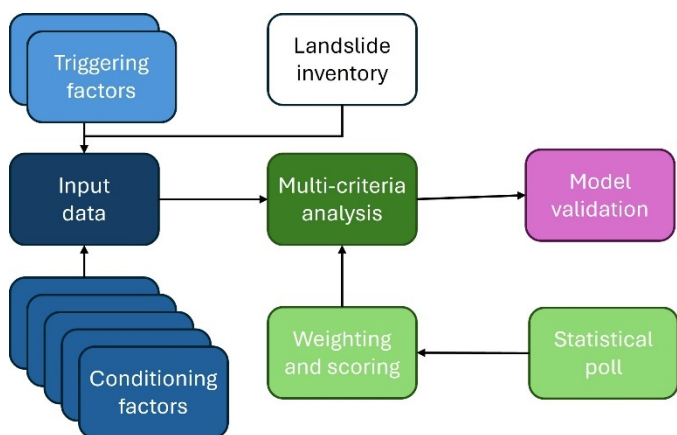 Triggering
factors
Landslide
inventory
Input
data
Multi-criteria
analysis
Model
validation
Conditioning
factors
Weighting
and scoring
Statistical
poll